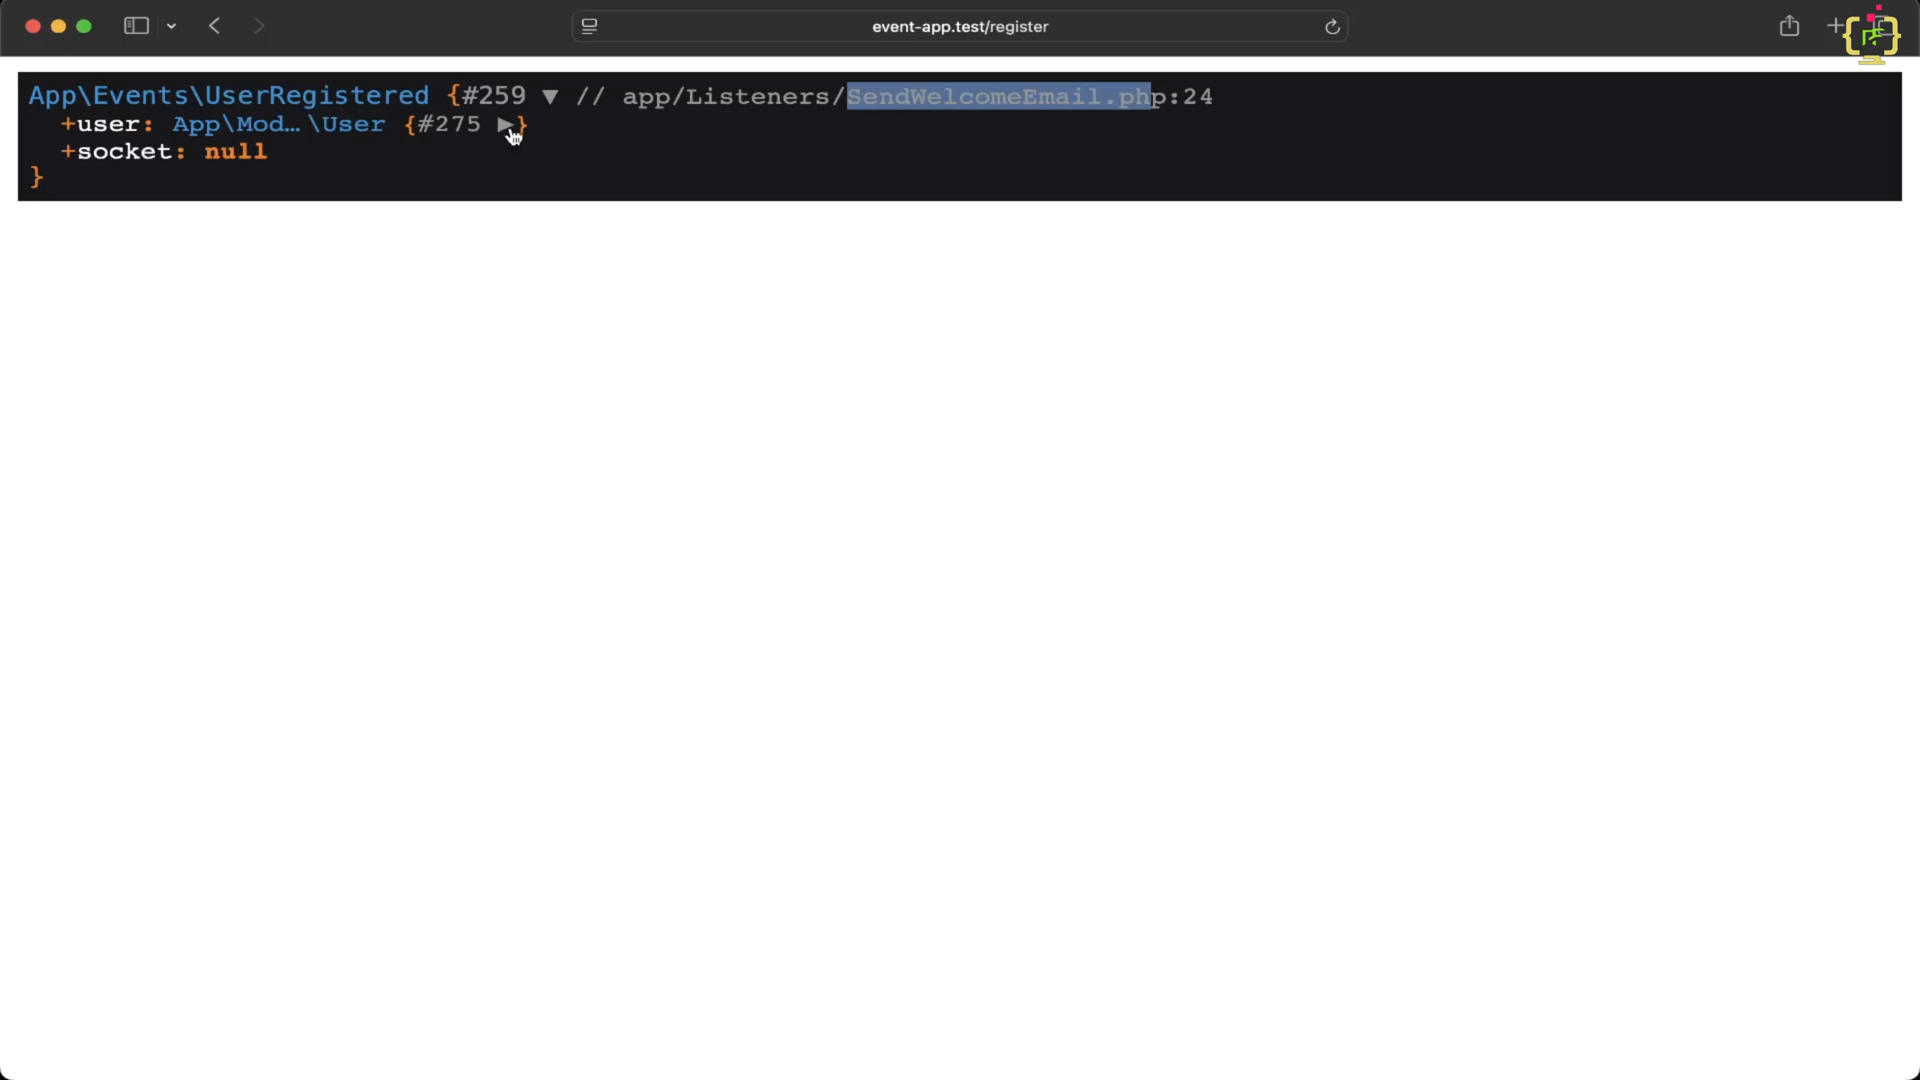 event-app.test/register
App\Events\UserRegistered {#259 ▼ // app/Listeners/SendWelcomeEmail.php:24
+user: App\Mod…\User {#275 ▶}
+socket: null
}